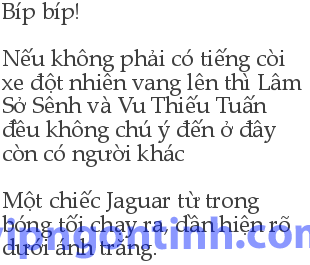 Bíp bíp!
Nếu không phải có tiếng còi
xe đột nhiên vang lên thì Lâm
Sở Sênh và Vu Thiếu Tuấn
đều không chú ý đến ở đây
còn có người khác
Một chiếc Jaguar từ trong
bóng tối chạy ra, dần hiện rõ
dưới ánh trăng.
vipngontinh.com